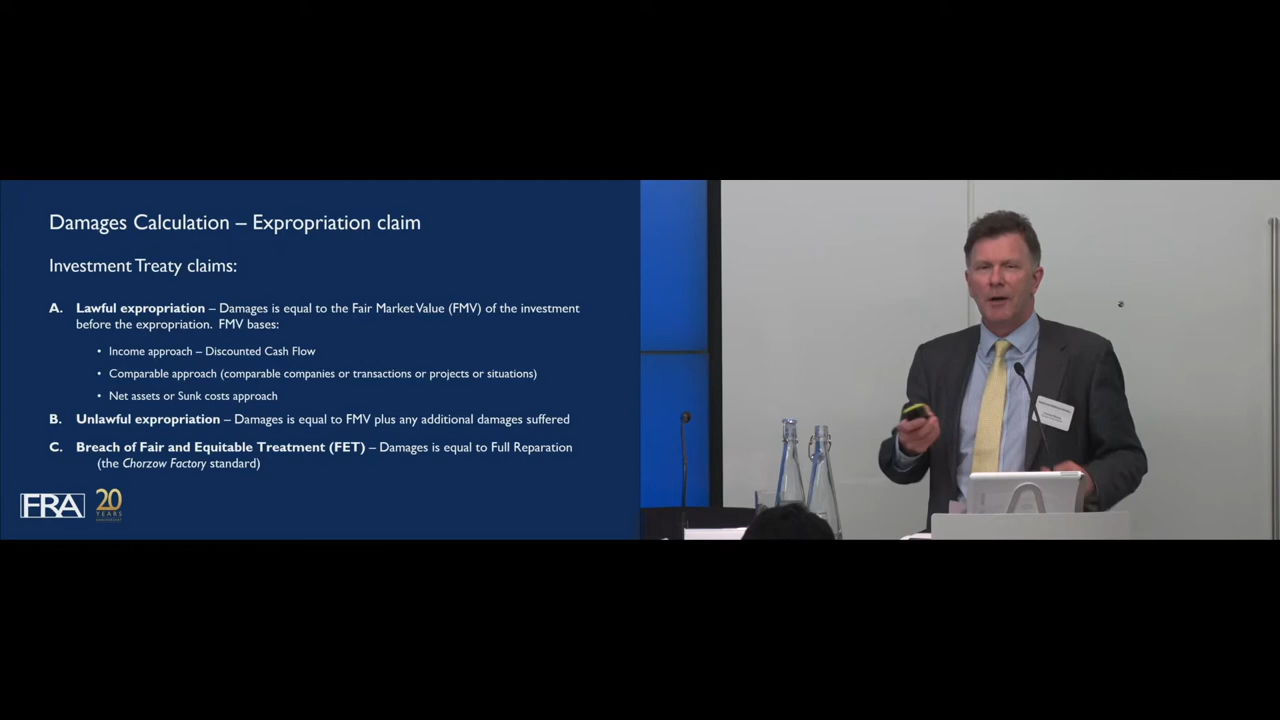 Damages Calculation – Expropriation claim
Investment Treaty claims:
A. Lawful expropriation – Damages is equal to the Fair Market Value (FMV) of the investment
before the expropriation. FMV bases:
• Income approach – Discounted Cash Flow
• Comparable approach (comparable companies or transactions or projects or situations)
• Net assets or Sunk costs approach
B. Unlawful expropriation – Damages is equal to FMV plus any additional damages suffered
C. Breach of Fair and Equitable Treatment (FET) – Damages is equal to Full Reparation
(the Chorzow Factory standard)
FRA
20
YEARS
ANNIVERSARY